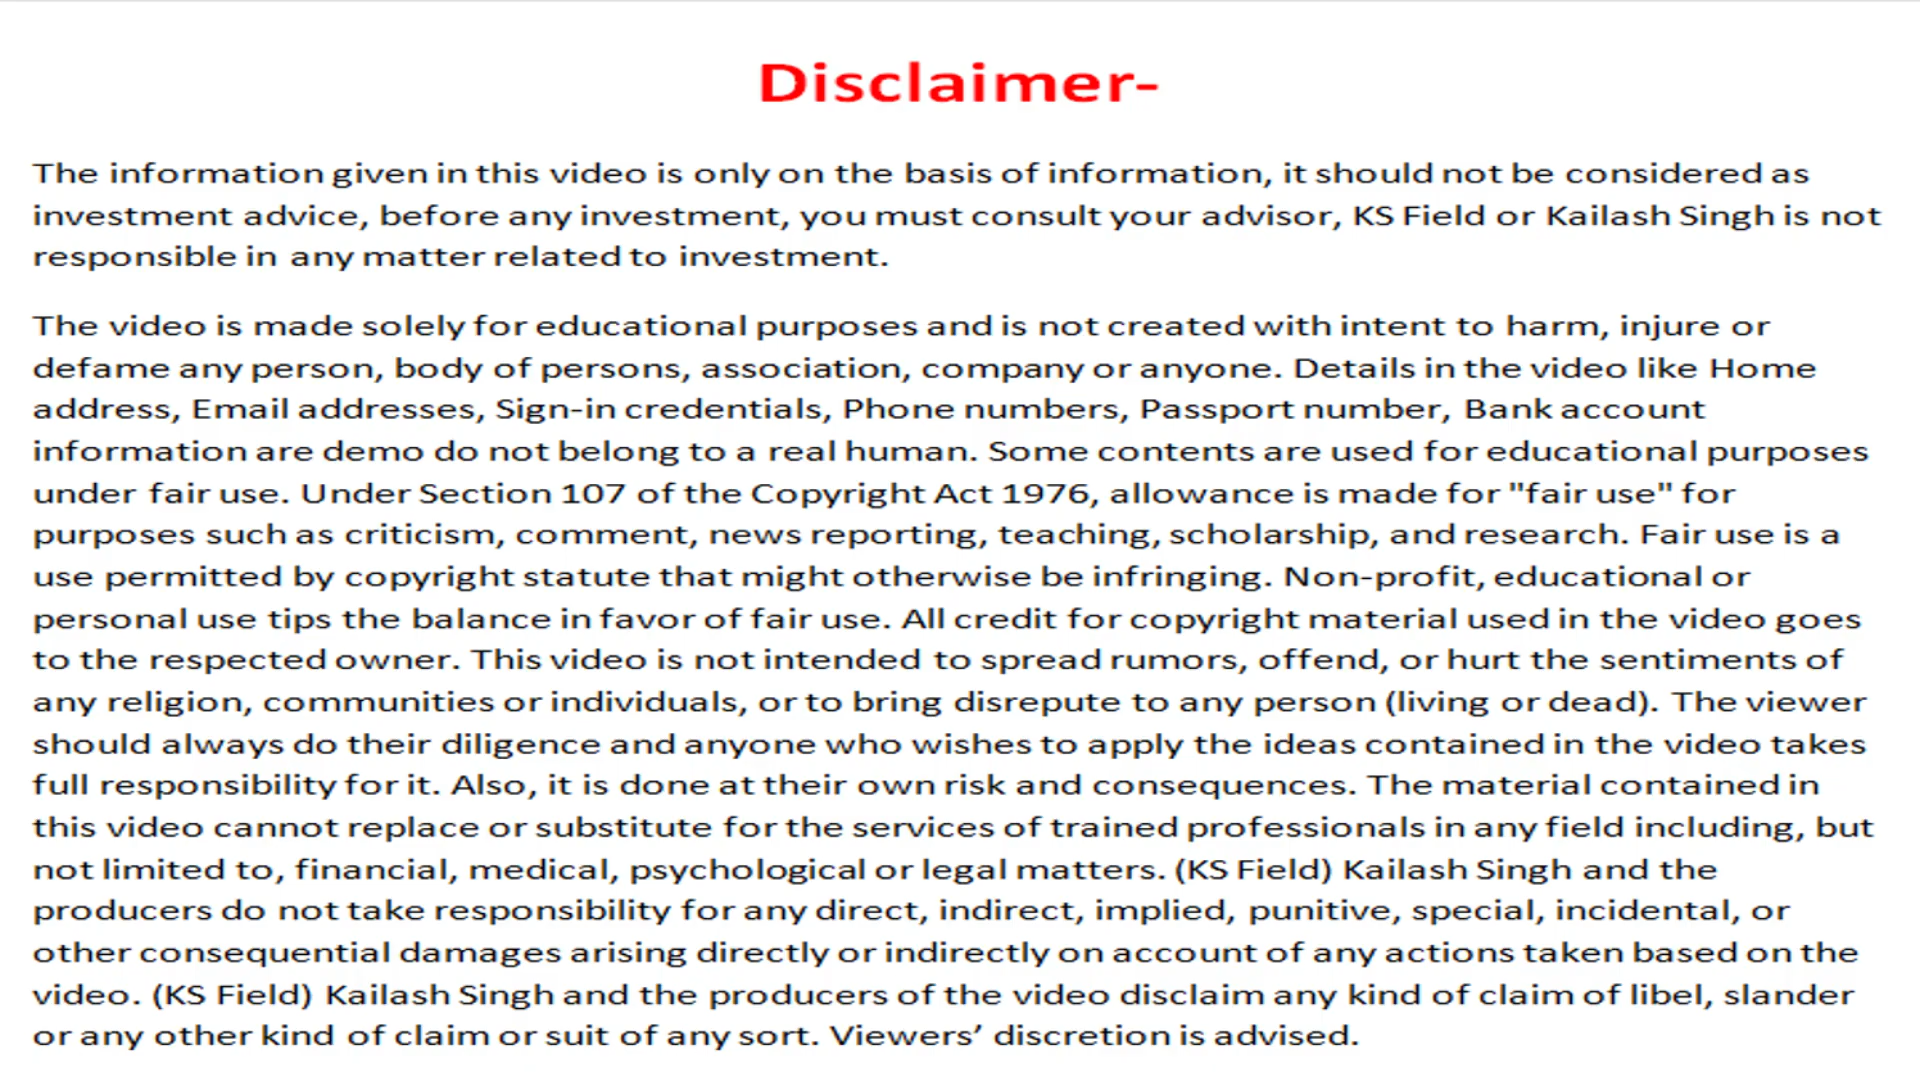 Disclaimer-
The information given in this video is only on the basis of information, it should not be considered as
investment advice, before any investment, you must consult your advisor, KS Field or Kailash Singh is not
responsible in any matter related to investment.
The video is made solely for educational purposes and is not created with intent to harm, injure or
defame any person, body of persons, association, company or anyone. Details in the video like Home
address, Email addresses, Sign-in credentials, Phone numbers, Passport number, Bank account
information are demo do not belong to a real human. Some contents are used for educational purposes
under fair use. Under Section 107 of the Copyright Act 1976, allowance is made for "fair use" for
purposes such as criticism, comment, news reporting, teaching, scholarship, and research. Fair use is a
use permitted by copyright statute that might otherwise be infringing. Non-profit, educational or
personal use tips the balance in favor of fair use. All credit for copyright material used in the video goes
to the respected owner. This video is not intended to spread rumors, offend, or hurt the sentiments of
any religion, communities or individuals, or to bring disrepute to any person (living or dead). The viewer
should always do their diligence and anyone who wishes to apply the ideas contained in the video takes
full responsibility for it. Also, it is done at their own risk and consequences. The material contained in
this video cannot replace or substitute for the services of trained professionals in any field including, but
not limited to, financial, medical, psychological or legal matters. (KS Field) Kailash Singh and the
producers do not take responsibility for any direct, indirect, implied, punitive, special, incidental, or
other consequential damages arising directly or indirectly on account of any actions taken based on the
video. (KS Field) Kailash Singh and the producers of the video disclaim any kind of claim of libel, slander
or any other kind of claim or suit of any sort. Viewers’ discretion is advised.